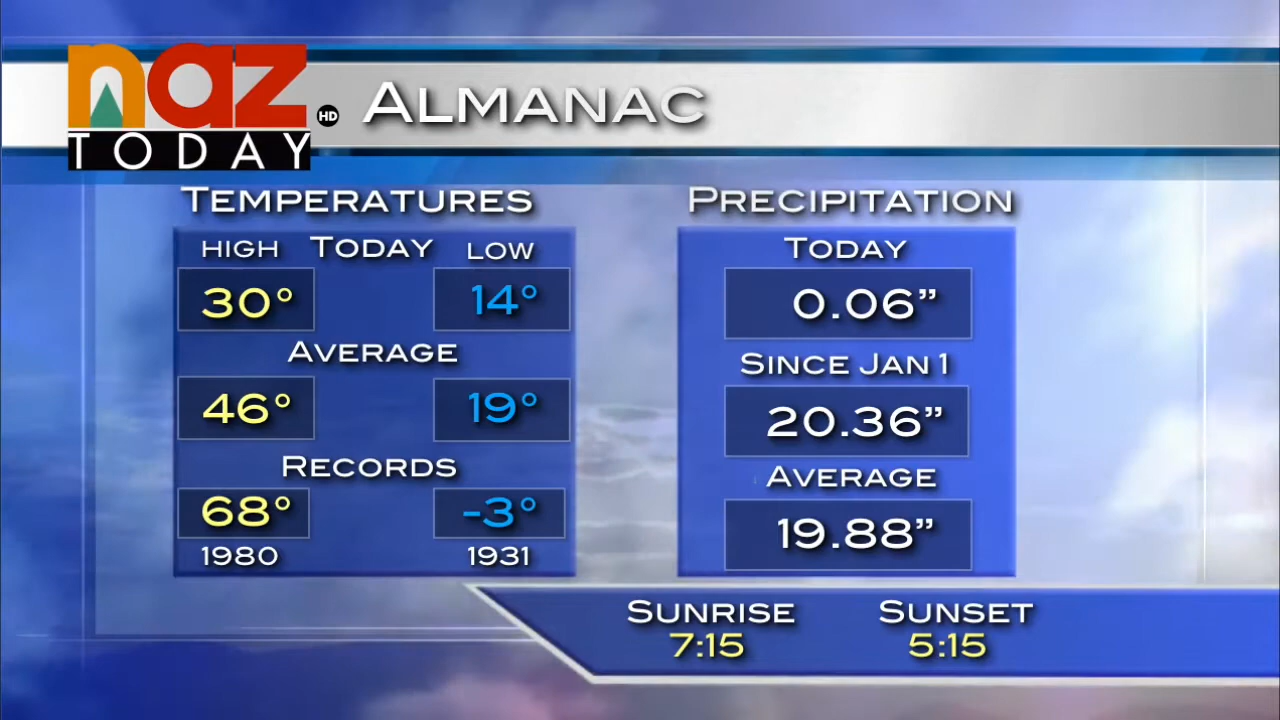 naz
TODAY
HD
ALMANAC
TEMPERATURES
HIGH TODAY LOW
30° 14°
AVERAGE
46° 19°
RECORDS
68° -3°
1980 1931
PRECIPITATION
TODAY
0.06”
SINCE JAN 1
20.36”
AVERAGE
19.88”
SUNRISE SUNSET
7:15 5:15